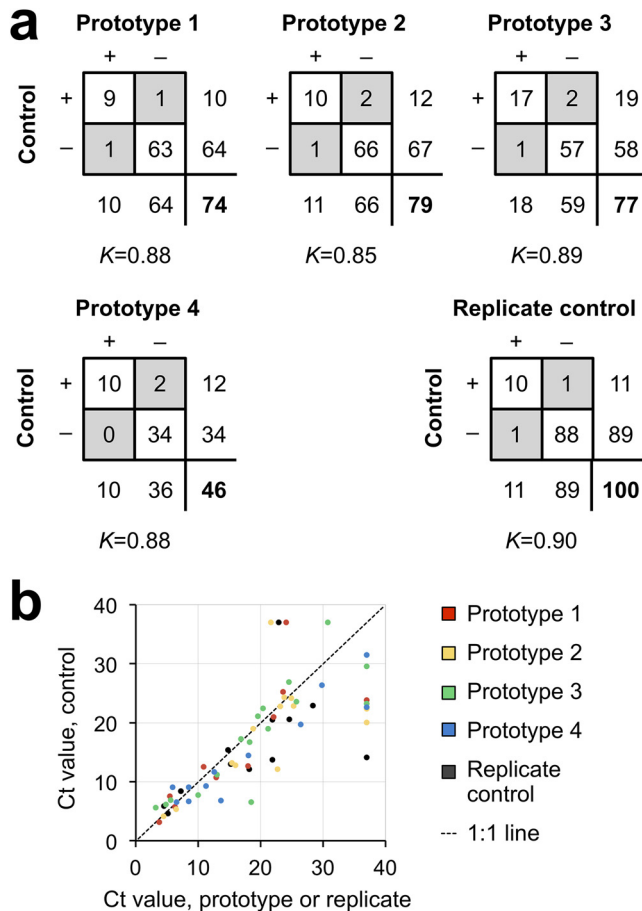 a
Prototype 1
+ –
Control
+ 9 1 10
– 1 63 64
10 64 74
K=0.88
Prototype 2
+ –
+ 10 2 12
– 1 66 67
11 66 79
K=0.85
Prototype 3
+ –
+ 17 2 19
– 1 57 58
18 59 77
K=0.89
Prototype 4
+ –
Control
+ 10 2 12
– 0 34 34
10 36 46
K=0.88
Replicate control
+ –
Control
+ 10 1 11
– 1 88 89
11 89 100
K=0.90
b
Ct value, control
40
30
20
10
0
0 10 20 30 40
Ct value, prototype or replicate
Prototype 1
Prototype 2
Prototype 3
Prototype 4
Replicate
control
1:1 line